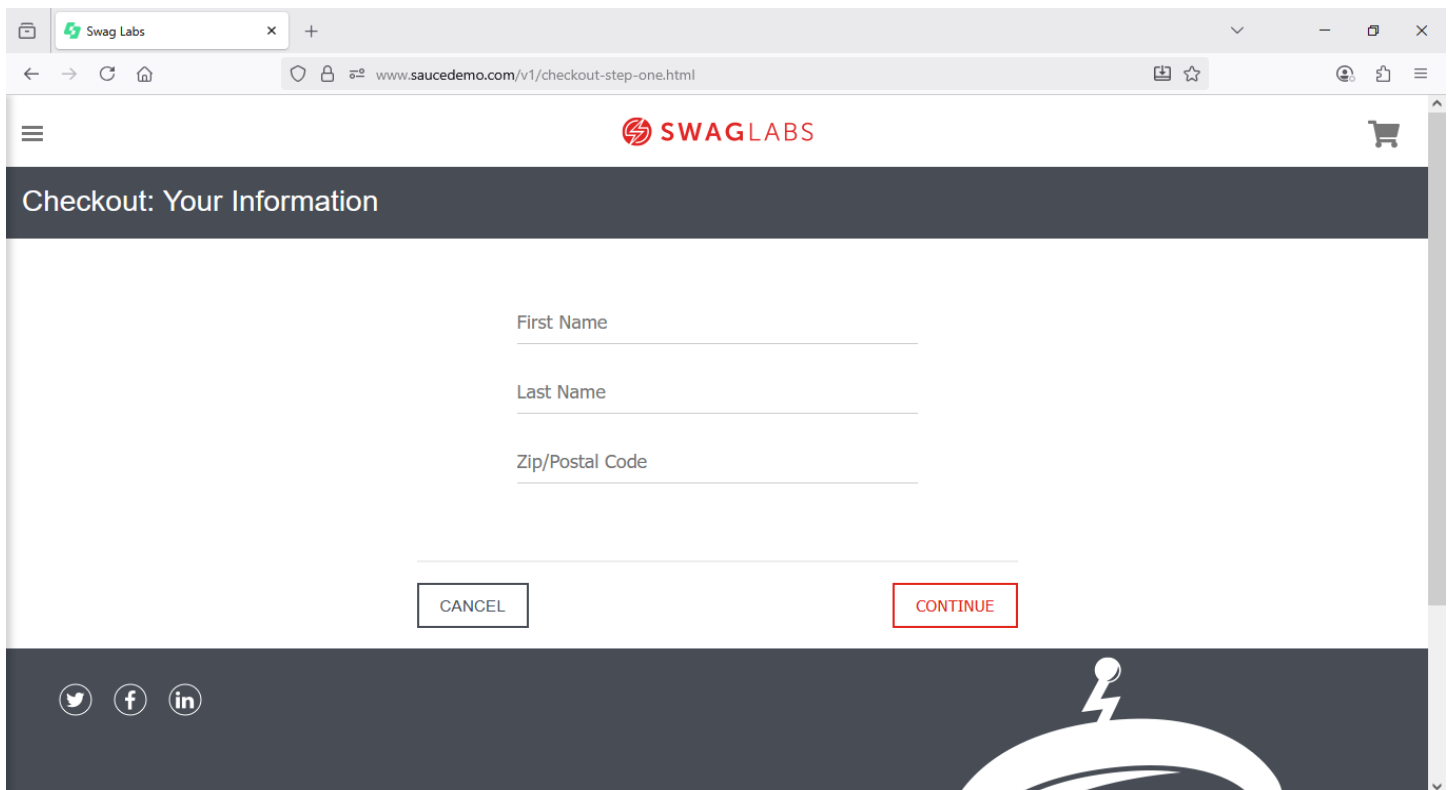 Swag Labs
www.saucedemo.com/v1/checkout-step-one.html
SWAGLABS
Checkout: Your Information
First Name
Last Name
Zip/Postal Code
CANCEL CONTINUE
f in